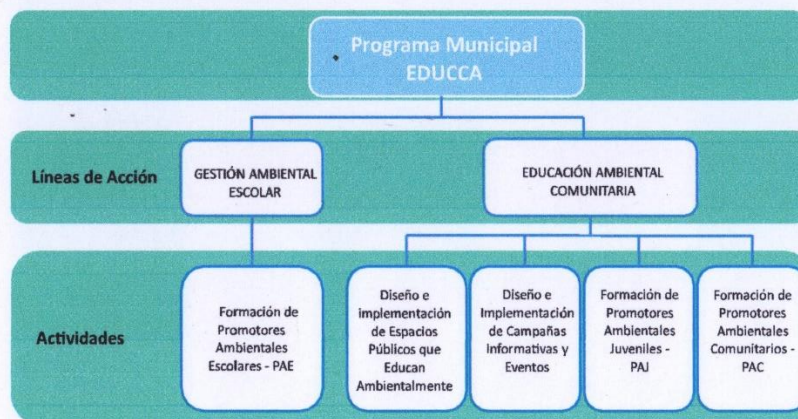 Programa Municipal
EDUCCA
Líneas de Acción
GESTIÓN AMBIENTAL
ESCOLAR
EDUCACIÓN AMBIENTAL
COMUNITARIA
Actividades
Formación de
Promotores
Ambientales
Escolares - PAE
Diseño e
implementación
de Espacios
Públicos que
Educan
Ambientalmente
Diseño e
Implementación
de Campañas
Informativas y
Eventos
Formación de
Promotores
Ambientales
Juveniles -
PAJ
Formación de
Promotores
Ambientales
Comunitarios -
PAC